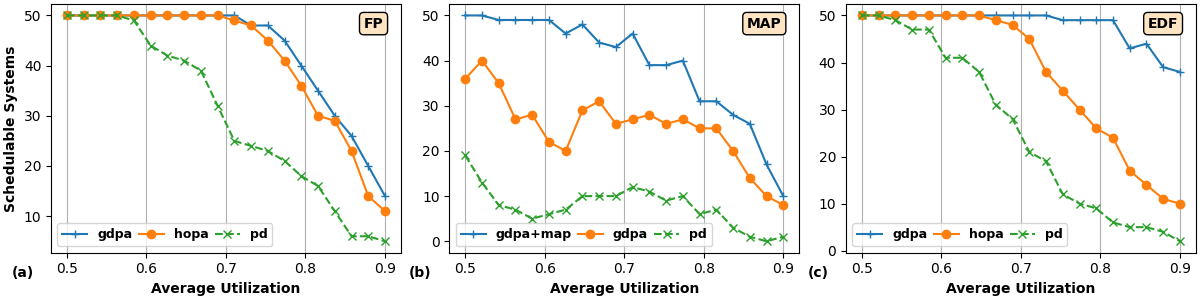 Schedulable Systems
50
40
30
20
10
FP
gdpa hopa pd
0.5 0.6 0.7 0.8 0.9
(a)
Average Utilization
50
40
30
20
10
0
MAP
gdpa+map gdpa pd
0.5 0.6 0.7 0.8 0.9
(b)
Average Utilization
50
40
30
20
10
0
EDF
gdpa hopa pd
0.5 0.6 0.7 0.8 0.9
(c)
Average Utilization